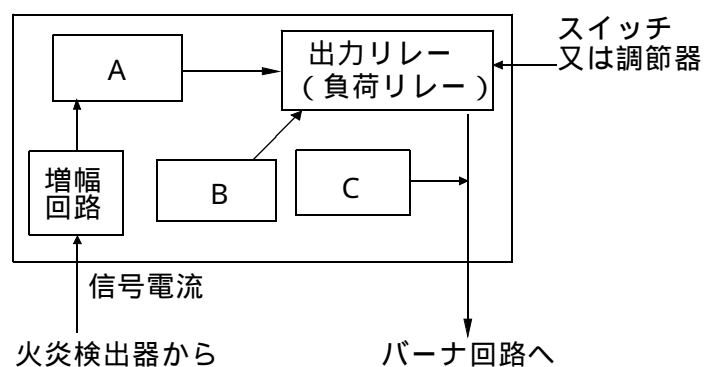 スイッチ
又は調節器
出力リレー
(負荷リレー)
A
増幅
回路
B
C
信号電流
火炎検出器から
バーナ回路へ